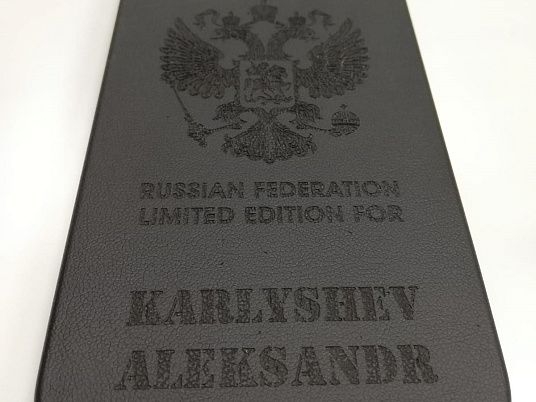 RUSSIAN FEDERATION
LIMITED EDITION FOR
KARLYSHEV
ALEKSANDR